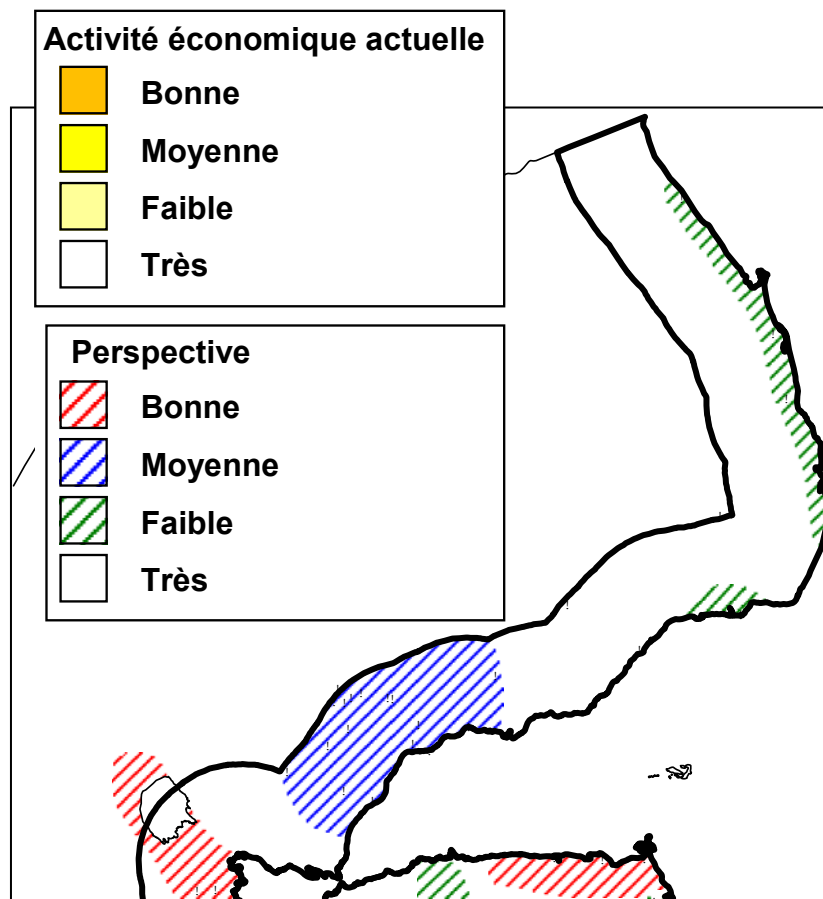 Activité économique actuelle
Bonne
Moyenne
Faible
Très
Perspective
Bonne
Moyenne
Faible
Très